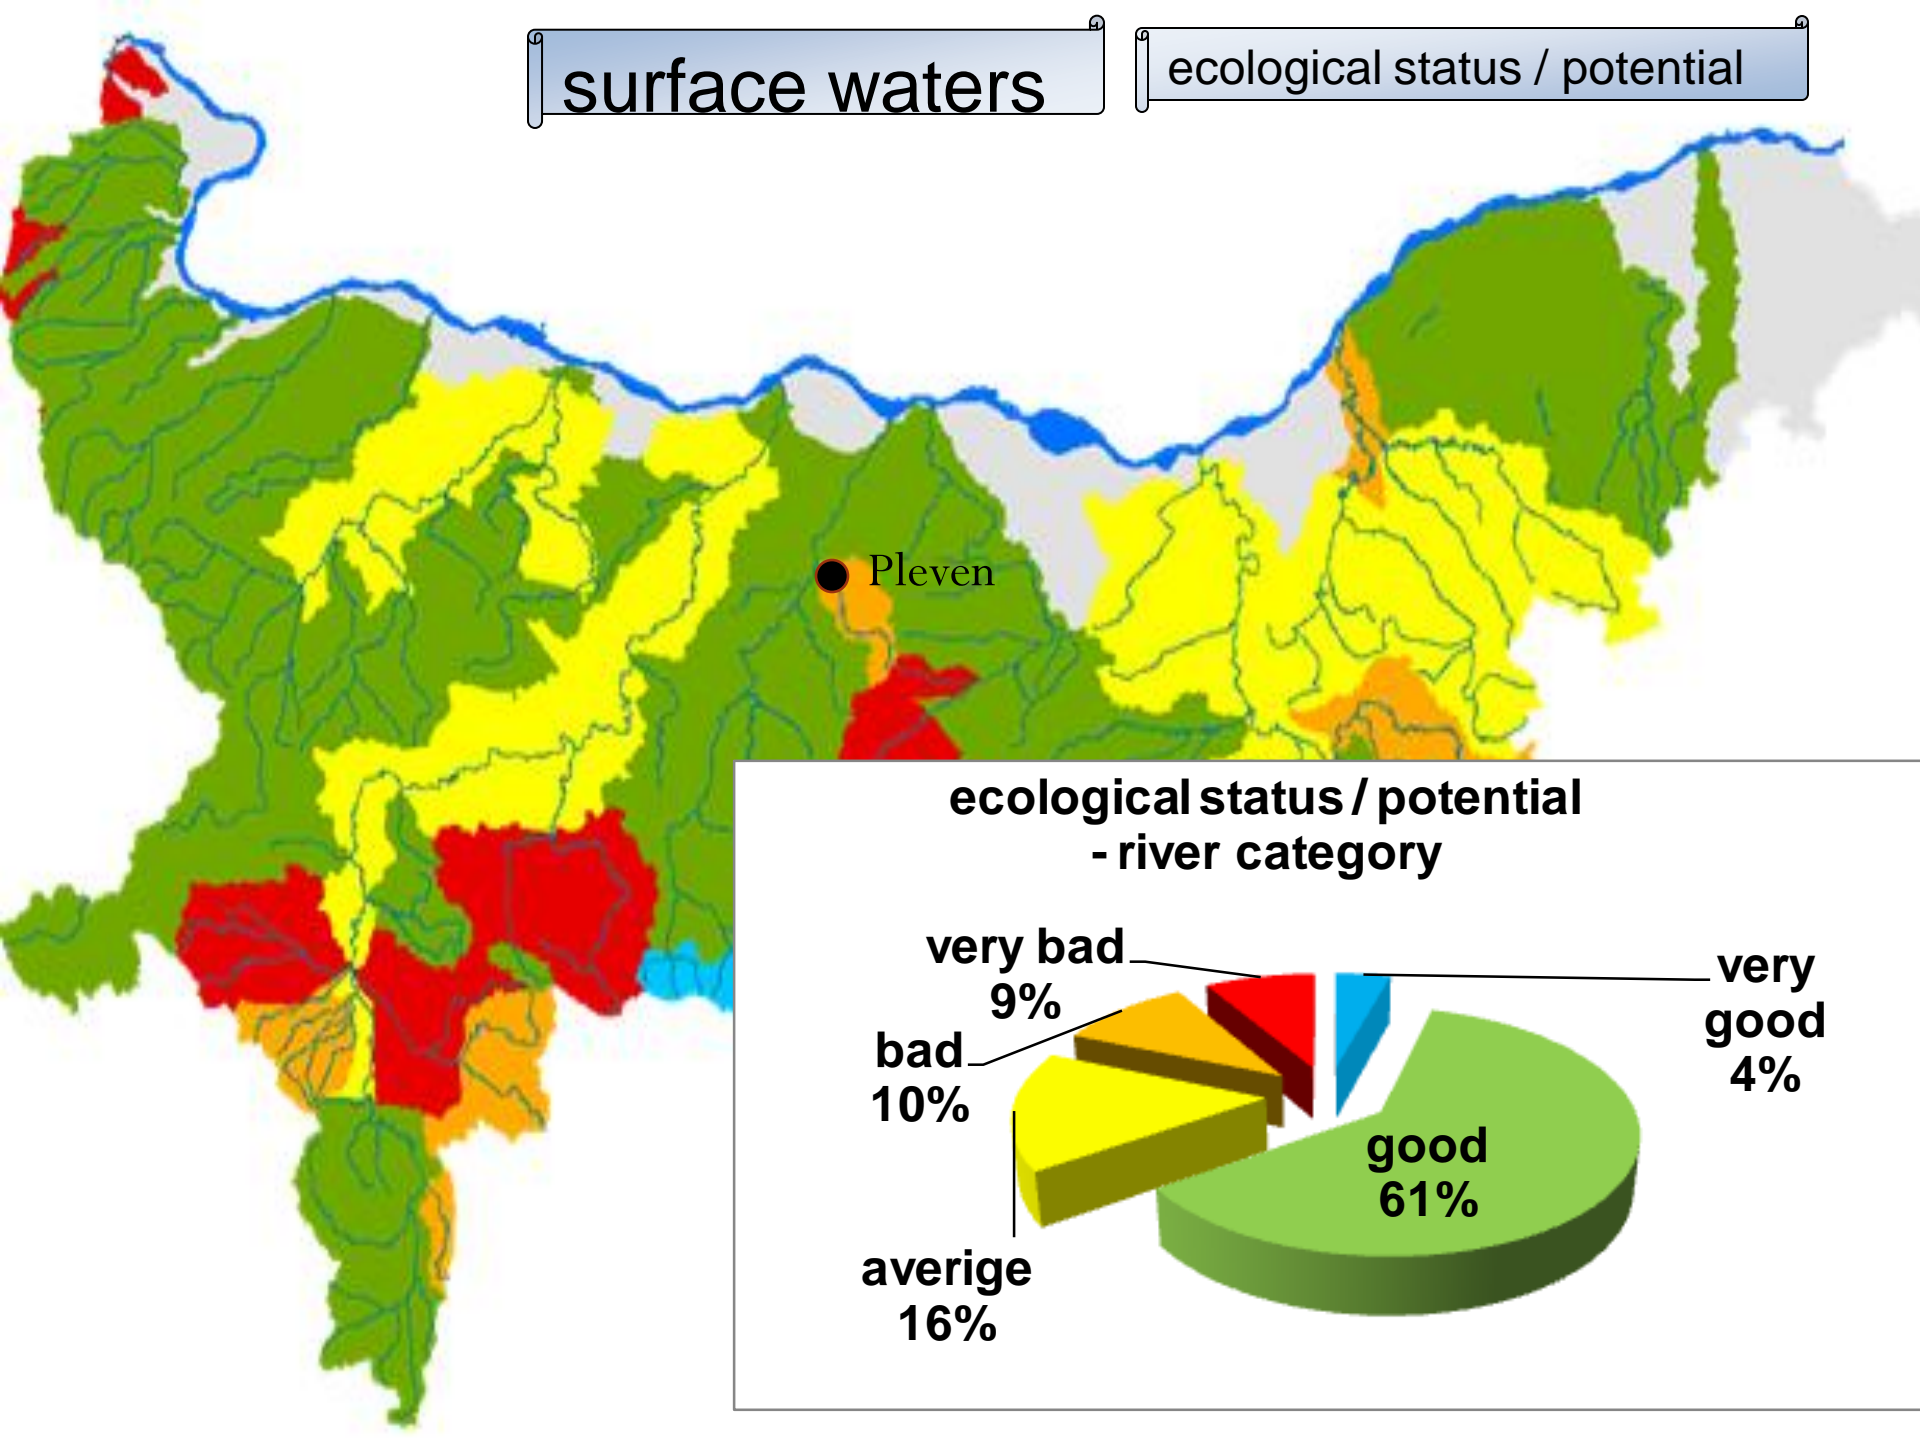 surface waters
ecological status / potential
Pleven
ecological status / potential
- river category
very bad
9%
very
good
4%
bad
10%
good
61%
averige
16%